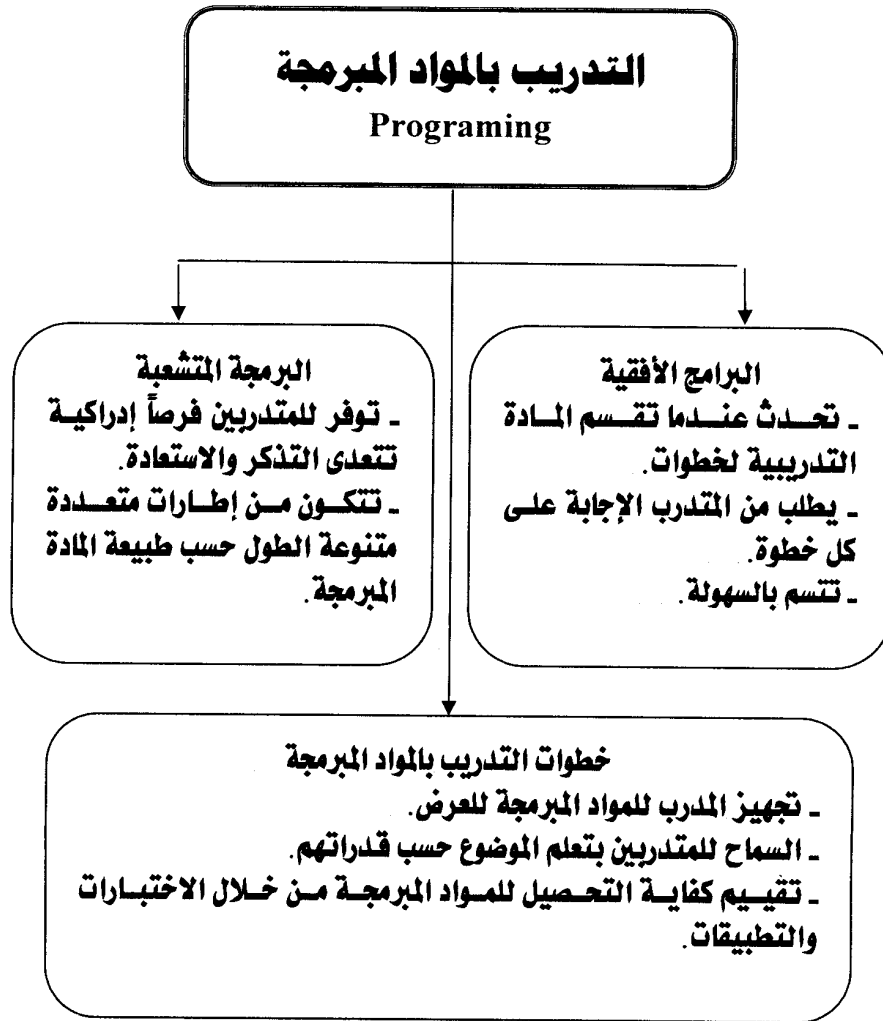 التدريب بالمواد المبرمجة
Programing
البرامج الأفقية
ـ تحدث عندما تقسم المادة
التدريبية لخطوات.
ـ يطلب من المتدرب الإجابة على
كل خطوة.
ـ تتسم بالسهولة.
البرمجة المتشعبة
ـ توفر للمتدربين فرصاً إدراكية
تتعدى التذكر والاستعادة.
ـ تتكون من إطارات متعددة
متنوعة الطول حسب طبيعة المادة
المبرمجة.
خطوات التدريب بالمواد المبرمجة
ـ تجهيز المدرب للمواد المبرمجة للعرض.
ـ السماح للمتدربين بتعلم الموضوع حسب قدراتهم.
ـ تقييم كفاية التحصيل للمواد المبرمجة من خلال الاختبارات
والتطبيقات.